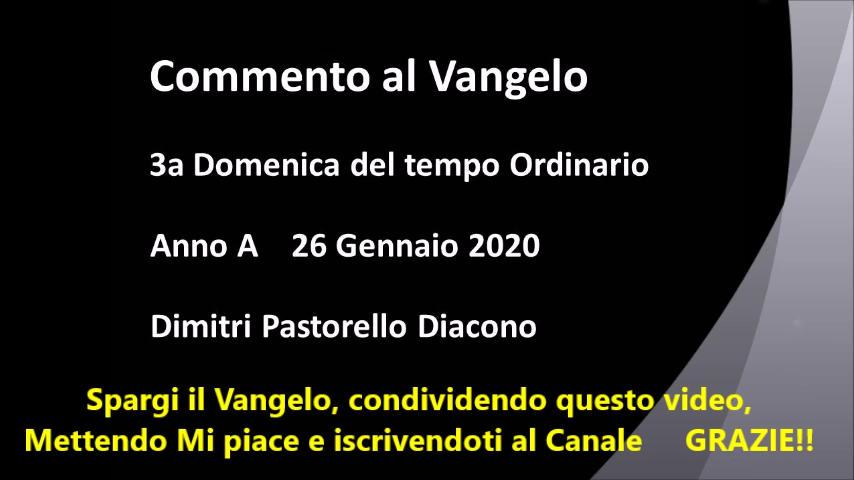 Commento al Vangelo
3a Domenica del tempo Ordinario
Anno A 26 Gennaio 2020
Dimitri Pastorello Diacono
Spargi il Vangelo, condividendo questo video,
Mettendo Mi piace e iscrivendoti al Canale GRAZIE!!